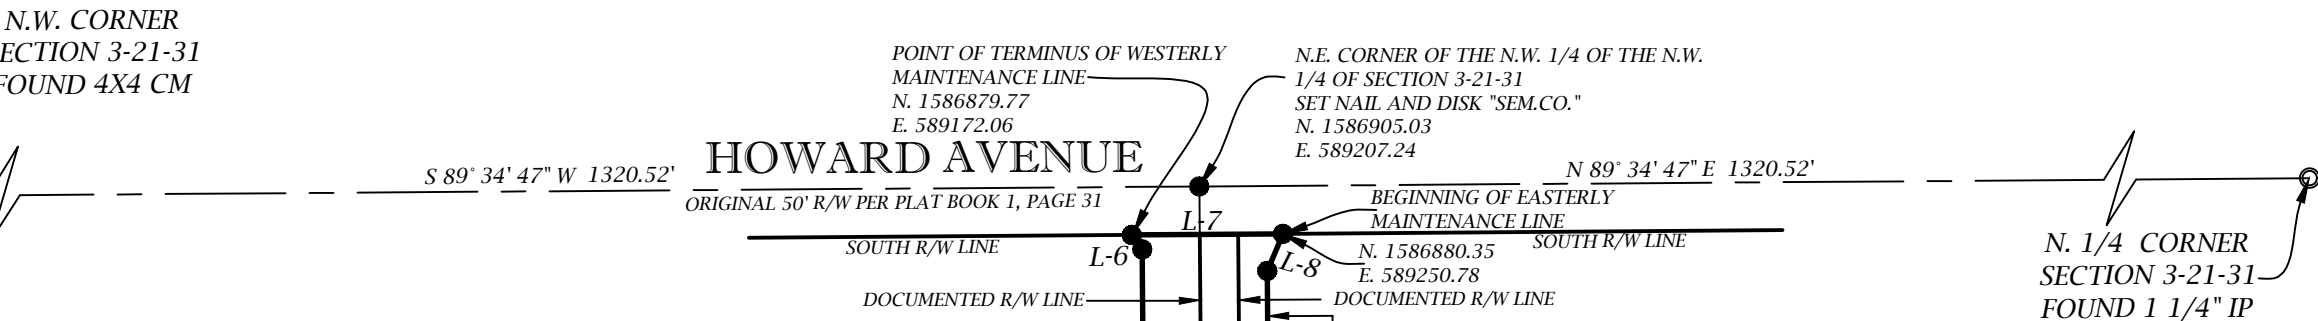 N.W. CORNER
SECTION 3-21-31
FOUND 4X4 CM
POINT OF TERMINUS OF WESTERLY
MAINTENANCE LINE
N. 1586879.77
E. 589172.06
N.E. CORNER OF THE N.W. 1/4 OF THE N.W.
1/4 OF SECTION 3-21-31
SET NAIL AND DISK "SEM.CO."
N. 1586905.03
E. 589207.24
HOWARD AVENUE
S 89° 34' 47" W 1320.52'
N 89° 34' 47" E 1320.52'
ORIGINAL 50' R/W PER PLAT BOOK 1, PAGE 31
BEGINNING OF EASTERLY
MAINTENANCE LINE
L-7
SOUTH R/W LINE
SOUTH R/W LINE
L-6
L-8
N. 1586880.35
E. 589250.78
DOCUMENTED R/W LINE
DOCUMENTED R/W LINE
N. 1/4 CORNER
SECTION 3-21-31
FOUND 1 1/4" IP